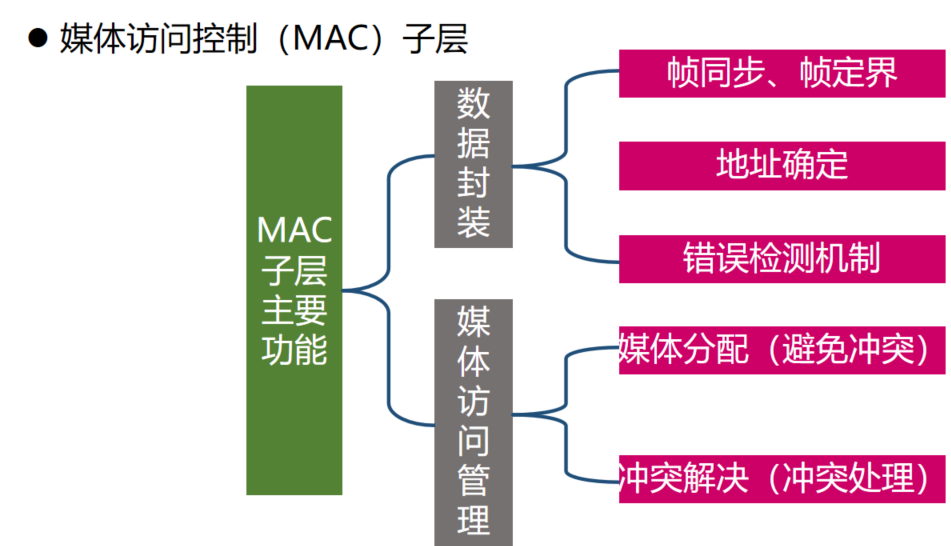 ● 媒体访问控制（MAC）子层
MAC
子层
主要
功能
数
据
封
装
帧同步、帧定界
地址确定
错误检测机制
媒
体
访
问
管
理
媒体分配（避免冲突）
冲突解决（冲突处理）